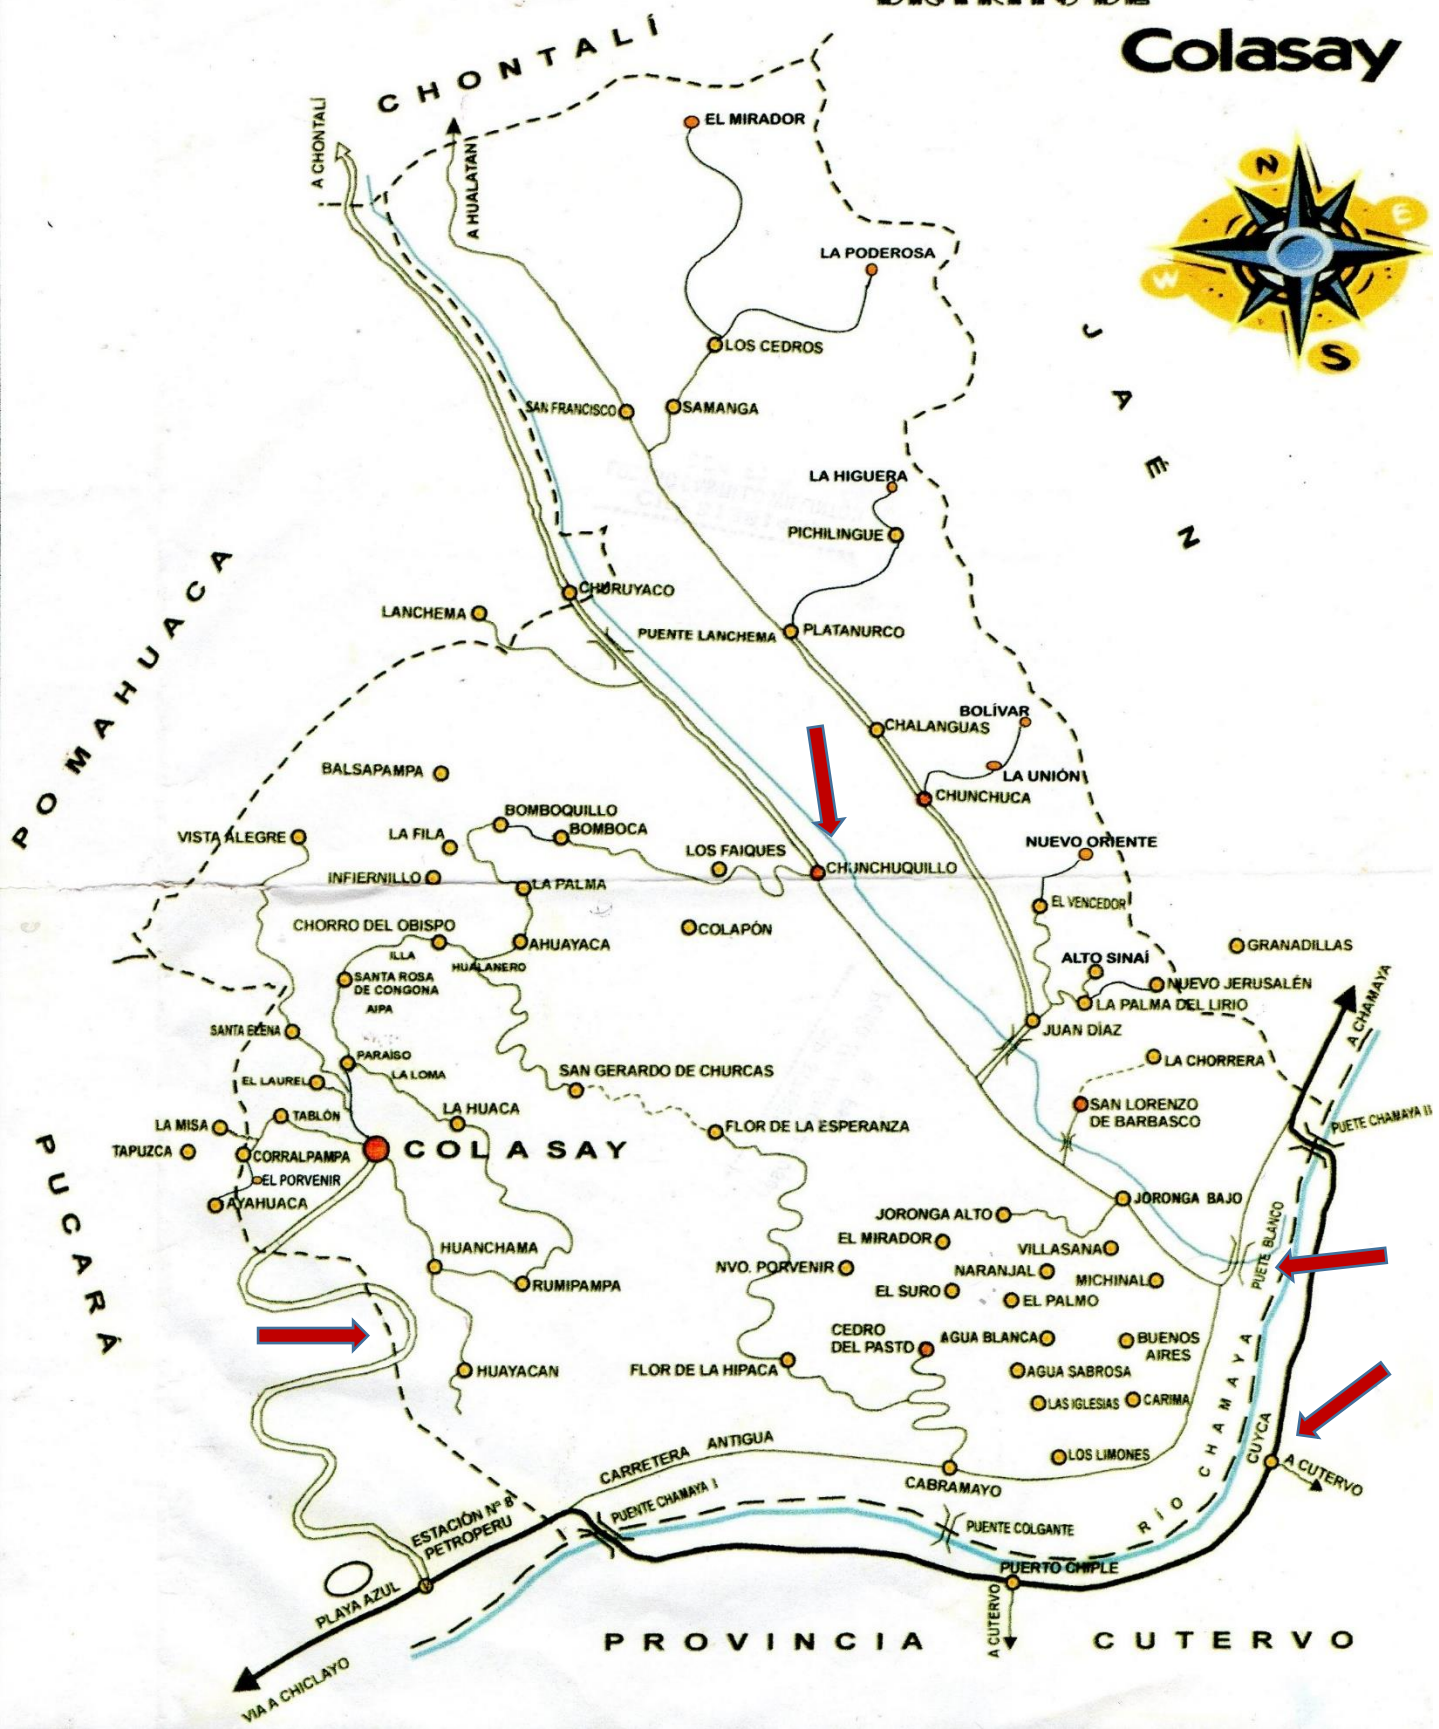 Colasay
CHONTALÍ
A CHONTALÍ
A HUALATAN
N
E
W
S
EL MIRADOR
LA PODEROSA
LOS CEDROS
JAÉN
SAN FRANCISCO
SAMANGA
LA HIGUERA
PICHILINGUE
POMAHUACA
CHURUYACO
LANCHEMA
PUENTE LANCHEMA
PLATANURCO
BOLÍVAR
CHALANGUAS
LA UNIÓN
CHUNCHUCA
BALSAPAMPA
BOMBOQUILLO
BOMBOCA
VISTA ALEGRE
LA FILA
LOS FAIQUES
NUEVO ORIENTE
CHUNCHUQUILLO
INFIERNILLO
LA PALMA
EL VENCEDOR
CHORRO DEL OBISPO
COLAPÓN
AHUAYACA
GRANADILLAS
ILLA
HUALANERO
ALTO SINAÍ
SANTA ROSA
DE CONGONA
NUEVO JERUSALÉN
AIPA
LA PALMA DEL LIRIO
A CHAMAYA
SANTA ELENA
JUAN DÍAZ
PARAÍSO
LA CHORRERA
LA LOMA
EL LAUREL
SAN GERARDO DE CHURCAS
TABLÓN
LA HUACA
SAN LORENZO
DE BARBASCO
LA MISA
FLOR DE LA ESPERANZA
PUETE CHAMAYA II
TAPUZCA
CORRALPAMPA
COLASAY
EL PORVENIR
AYAHUACA
JORONGA BAJO
PUCARÁ
JORONGA ALTO
PUETE BLANCO
EL MIRADOR
HUANCHAMA
VILLASANA
NVO. PORVENIR
NARANJAL
MICHINAL
RUMIPAMPA
EL SURO
EL PALMO
CEDRO
DEL PASTO
AGUA BLANCA
BUENOS
AIRES
HUAYACAN
FLOR DE LA HIPACA
AGUA SABROSA
LAS IGLESIAS
CARIMA
RÍO CHAMAYA
CUYCA
CARRETERA ANTIGUA
LOS LIMONES
A CUTERVO
CABRAMAYO
ESTACIÓN Nº 8
PETROPERU
PUENTE CHAMAYA I
PUENTE COLGANTE
PUERTO CHIPLE
PLAYA AZUL
A CUTERVO
PROVINCIA CUTERVO
VIA A CHICLAYO